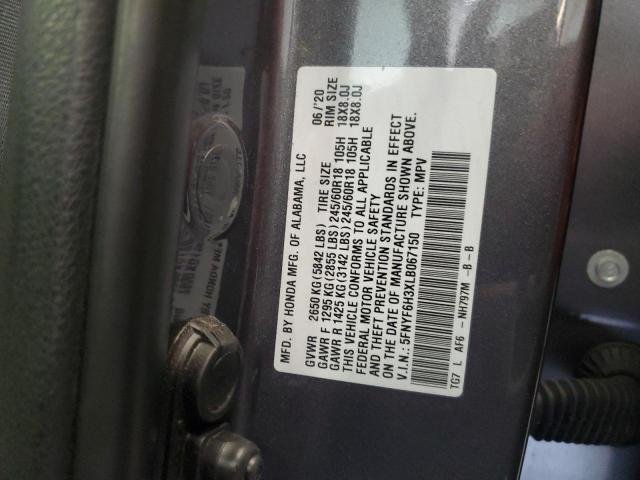 MFD. BY HONDA MFG. OF ALABAMA, LLC 06/'20
GVWR 2650 KG(5842 LBS) TIRE SIZE RIM SIZE
GAWR F 1295 KG(2855 LBS) 245/60R18 105H 18X8.0J
GAWR R 1425 KG(3142 LBS) 245/60R18 105H 18X8.0J
THIS VEHICLE CONFORMS TO ALL APPLICABLE
FEDERAL MOTOR VEHICLE SAFETY
AND THEFT PREVENTION STANDARDS IN EFFECT
ON THE DATE OF MANUFACTURE SHOWN ABOVE.
V.I.N.: 5FNYF6H3XLB067150 TYPE: MPV
TG7 L AF6 -NH797M -B -B